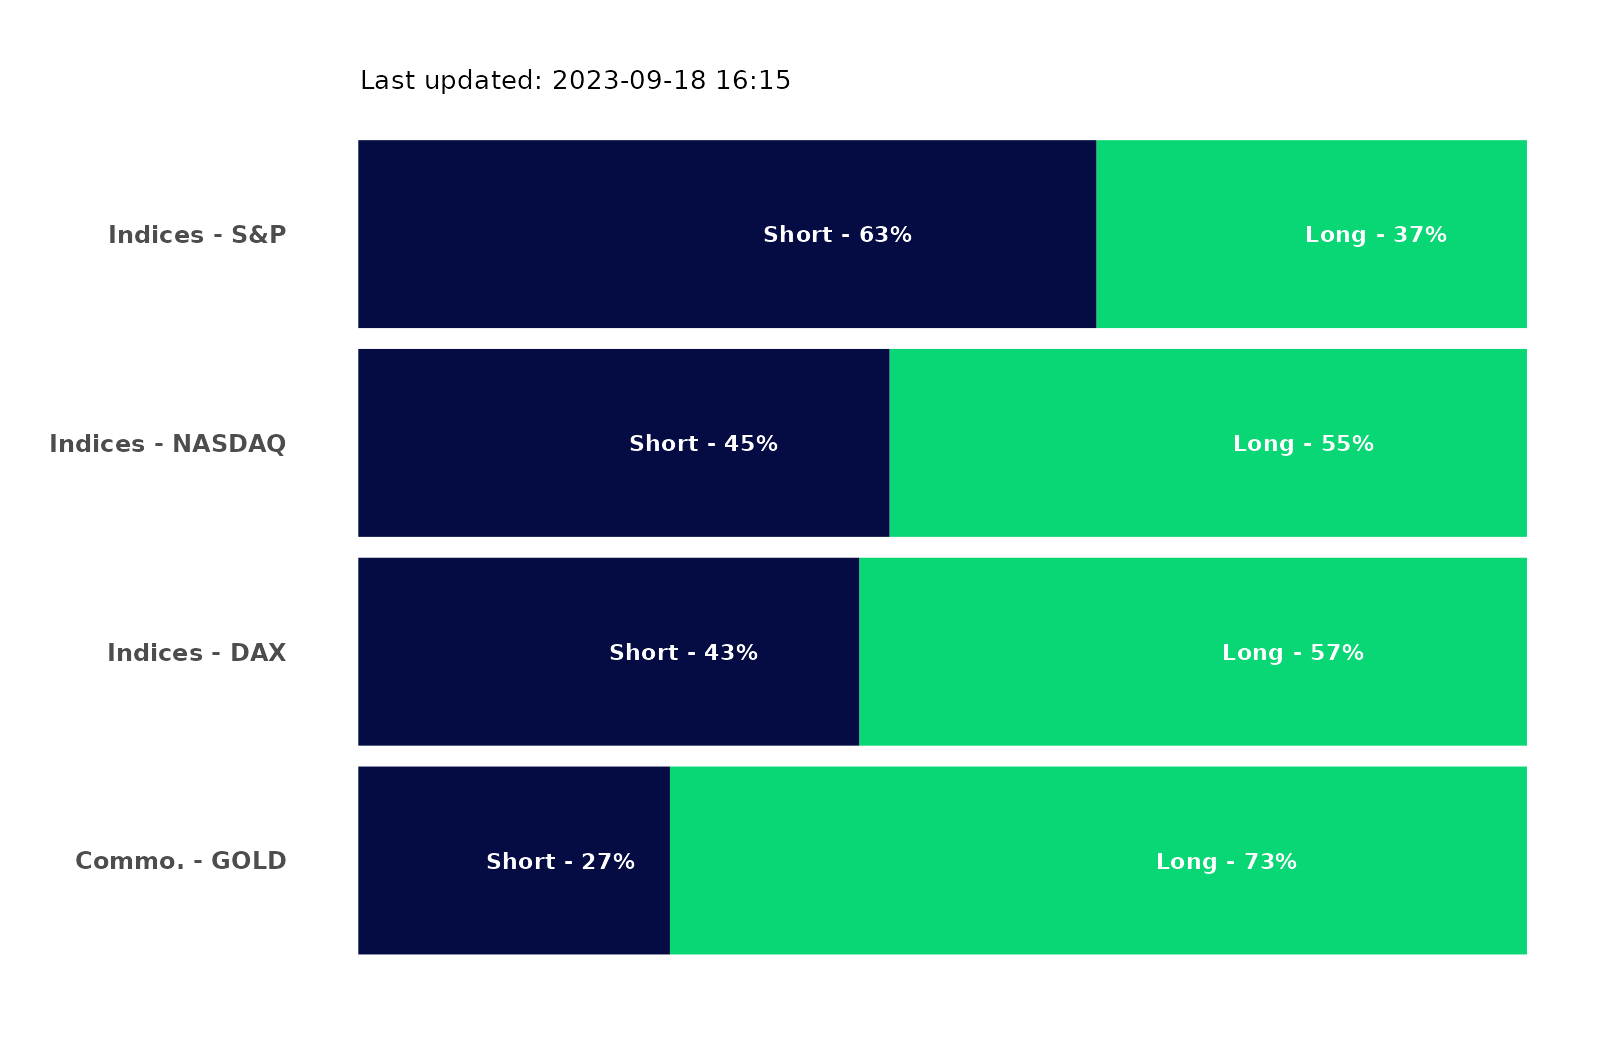 Last updated: 2023-09-18 16:15
Indices - S&P Short - 63% Long - 37%
Indices - NASDAQ Short - 45% Long - 55%
Indices - DAX Short - 43% Long - 57%
Commo. - GOLD Short - 27% Long - 73%